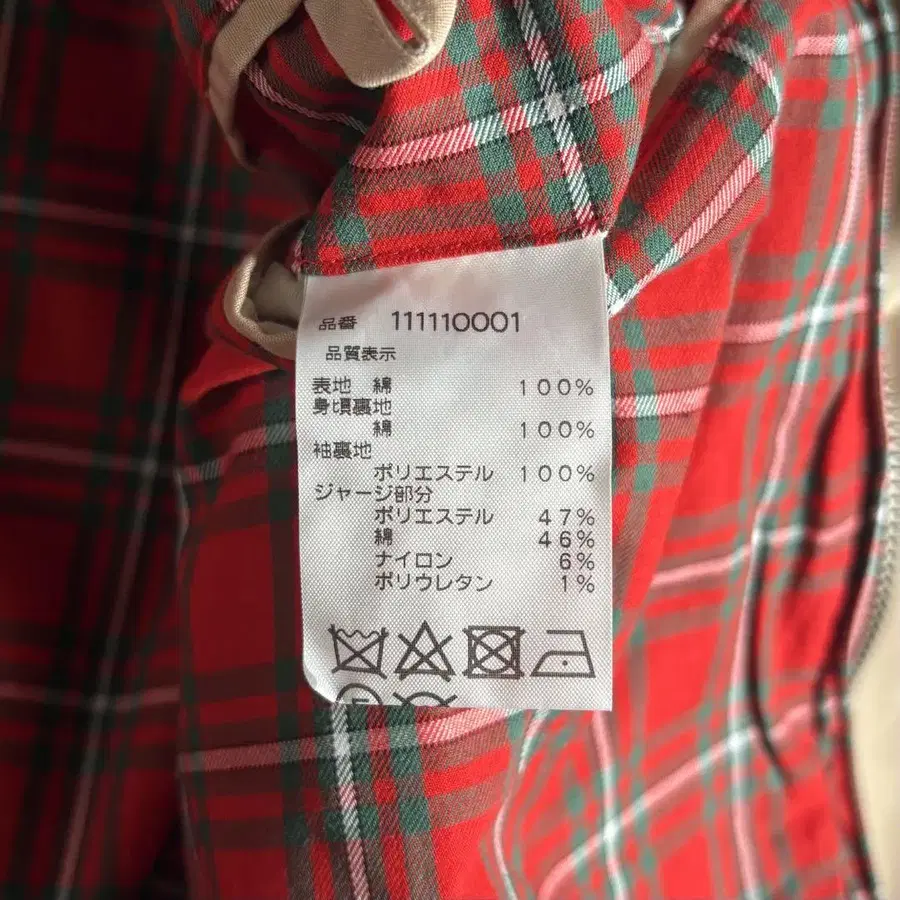 品番 111110001
品質表示
表地 綿 100%
身頃裏地
綿 100%
袖裏地
ポリエステル 100%
ジャージ部分
ポリエステル 47%
綿 46%
ナイロン 6%
ポリウレタン 1%